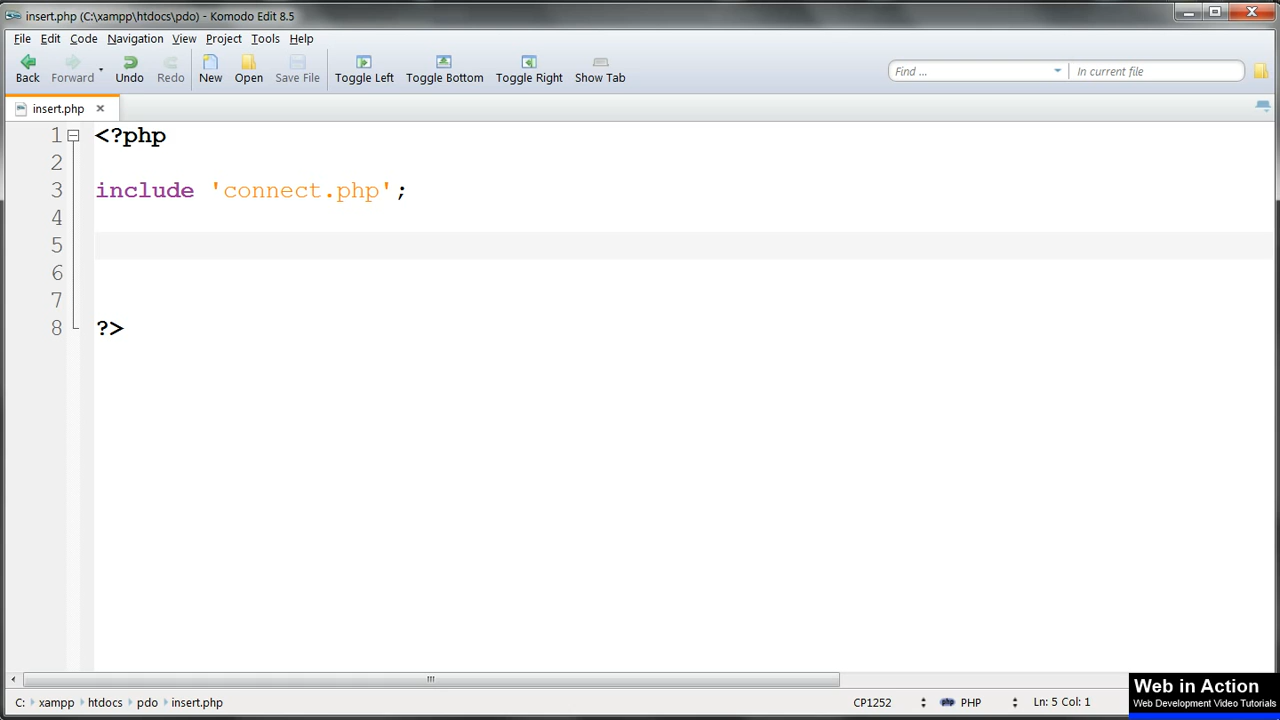 insert.php (C:\xampp\htdocs\pdo) - Komodo Edit 8.5
File Edit Code Navigation View Project Tools Help
Back Forward Undo Redo New Open Save File Toggle Left Toggle Bottom Toggle Right Show Tab Find ... In current file
insert.php
1 <?php
2
3 include 'connect.php';
4
5
6
7
8 ?>
C: xampp htdocs pdo insert.php CP1252 php PHP Ln: 5 Col: 1
Web in Action
Web Development Video Tutorials